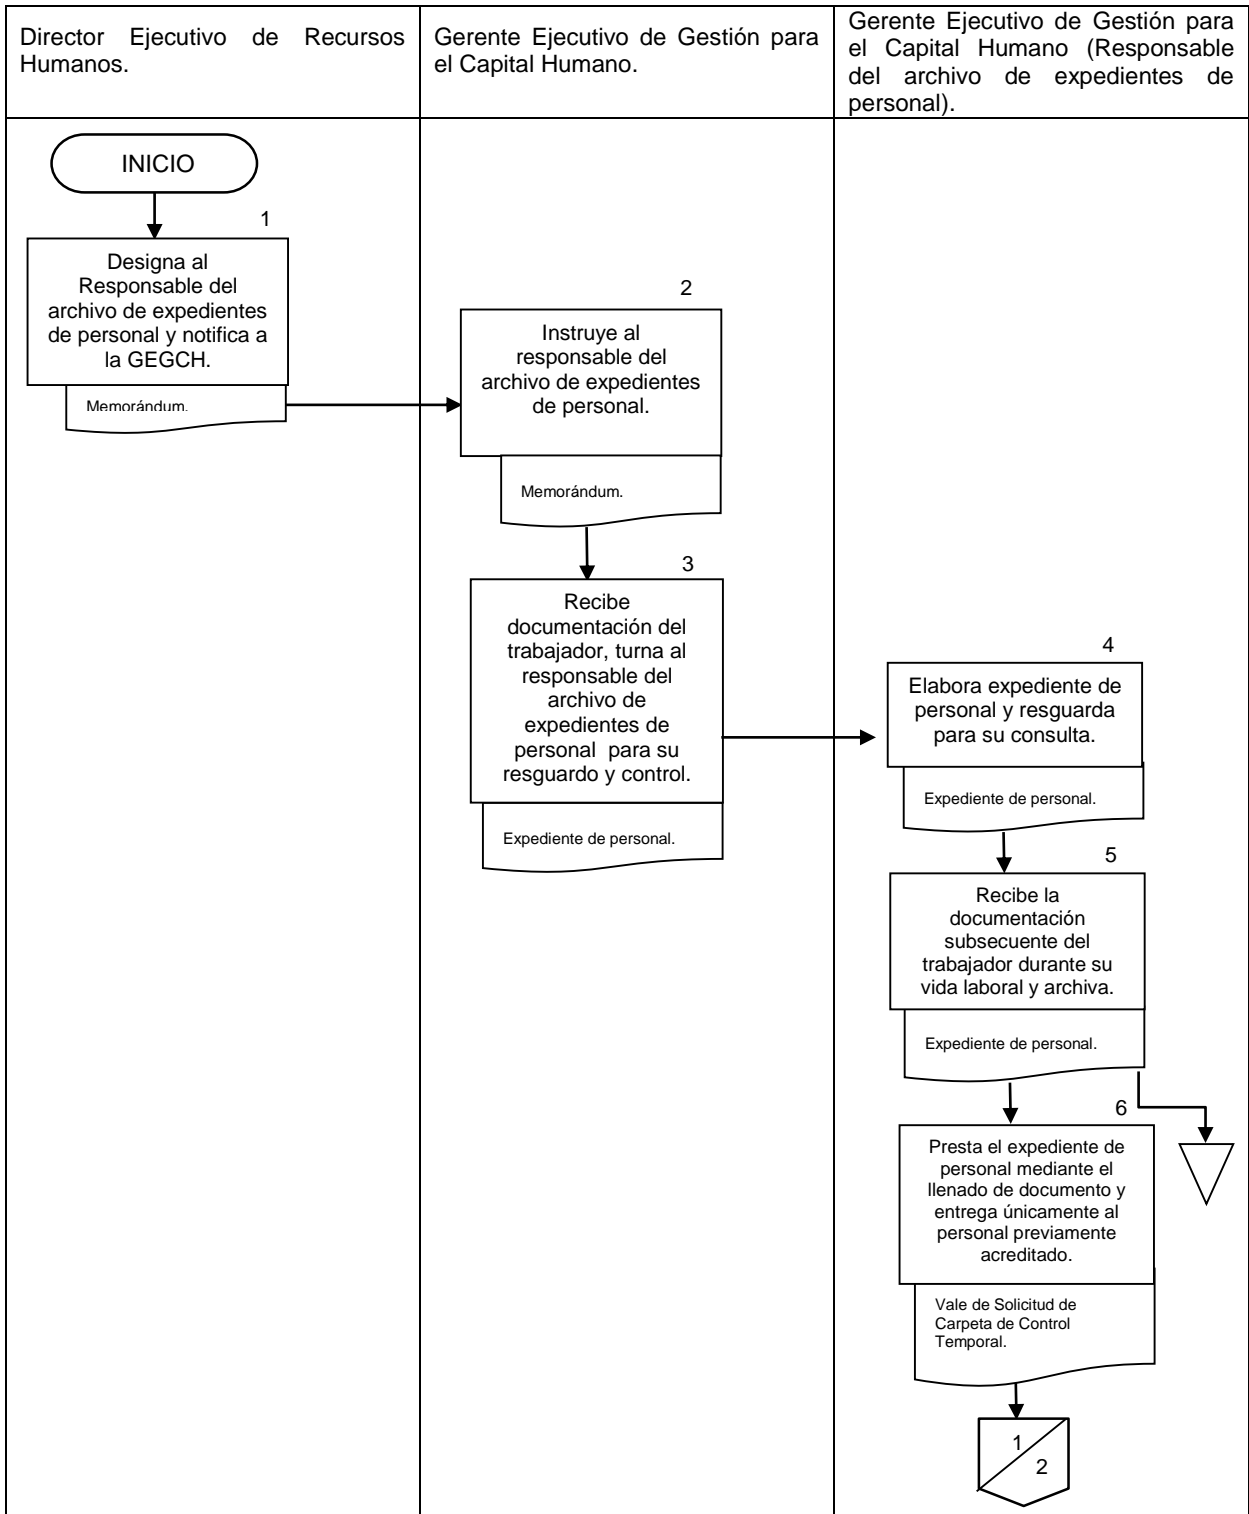 Director Ejecutivo de Recursos
Humanos.
Gerente Ejecutivo de Gestión para
el Capital Humano.
Gerente Ejecutivo de Gestión para
el Capital Humano (Responsable
del archivo de expedientes de
personal).
INICIO
1
Designa al
Responsable del
archivo de expedientes
de personal y notifica a
la GEGCH.
Memorándum.
2
Instruye al
responsable del
archivo de expedientes
de personal.
Memorándum.
3
Recibe
documentación del
trabajador, turna al
responsable del
archivo de
expedientes de
personal para su
resguardo y control.
Expediente de personal.
4
Elabora expediente de
personal y resguarda
para su consulta.
Expediente de personal.
5
Recibe la
documentación
subsecuente del
trabajador durante su
vida laboral y archiva.
Expediente de personal.
6
Presta el expediente de
personal mediante el
llenado de documento y
entrega únicamente al
personal previamente
acreditado.
Vale de Solicitud de
Carpeta de Control
Temporal.
1
2